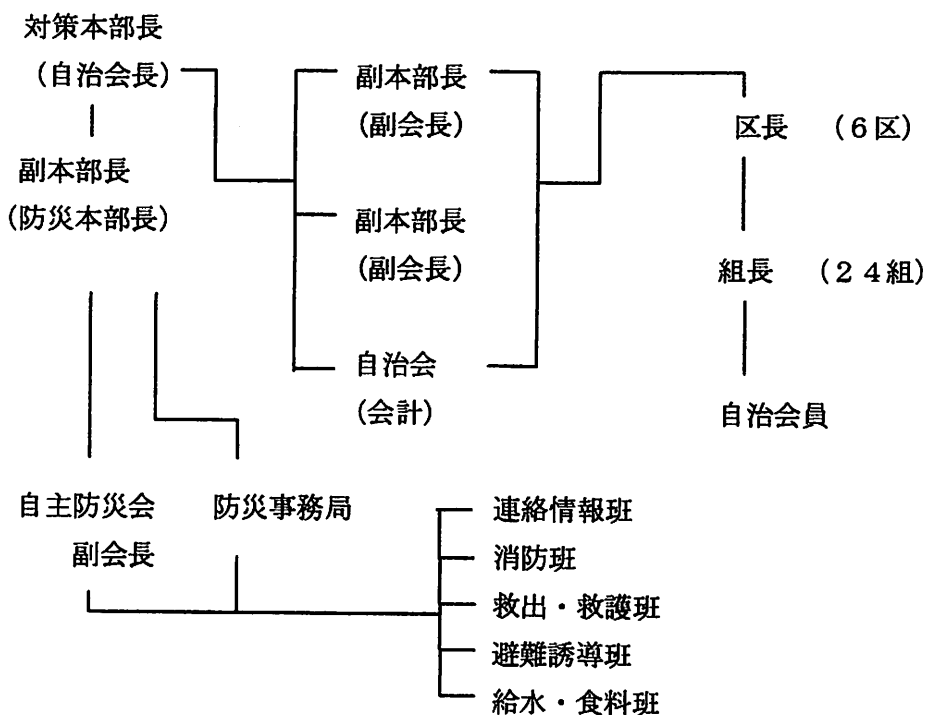 対策本部長
(自治会長)
副本部長
(防災本部長)
副本部長
(副会長)
副本部長
(副会長)
自治会
(会計)
区長 (6区)
組長 (24組)
自治会員
自主防災会
副会長
防災事務局
連絡情報班
消防班
救出・救護班
避難誘導班
給水・食料班